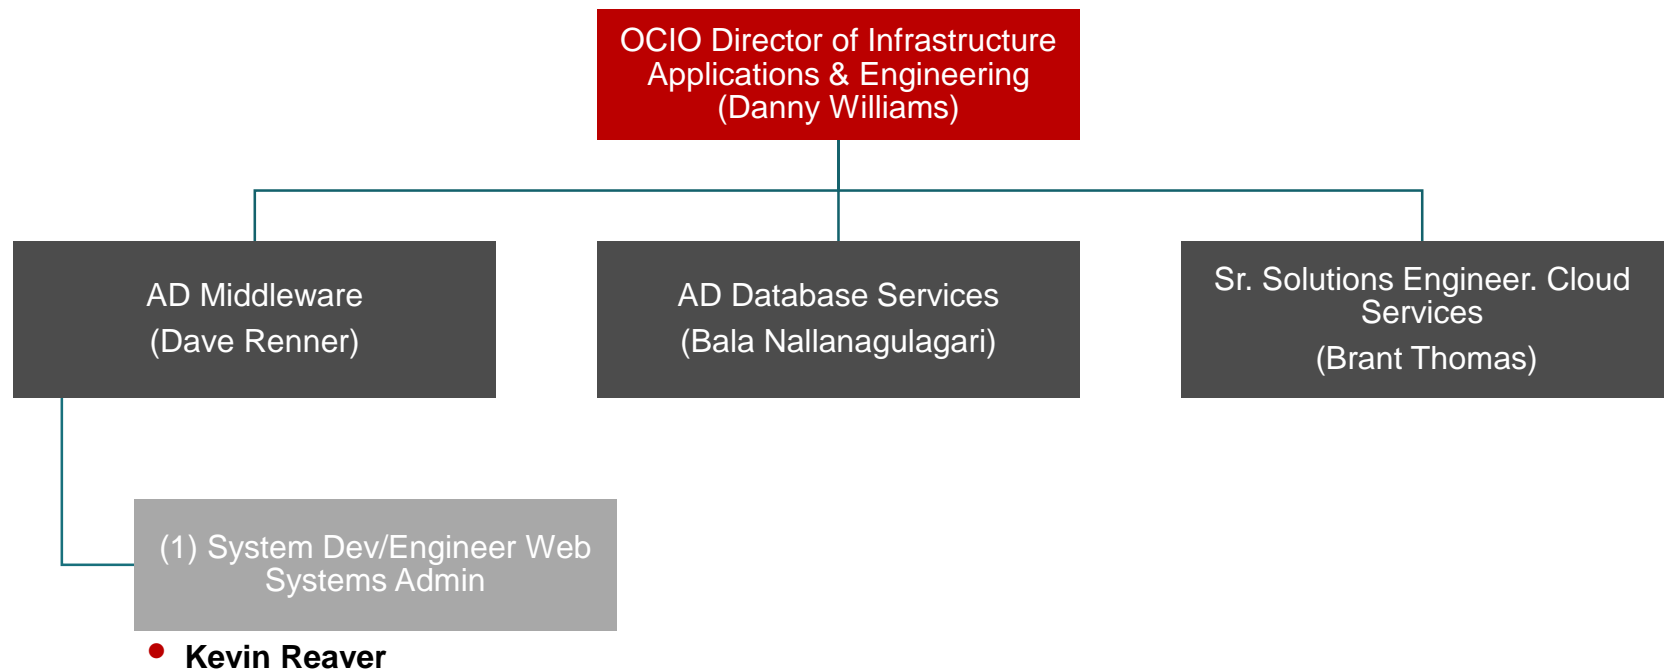 OCIO Director of Infrastructure
Applications & Engineering
(Danny Williams)
AD Middleware
(Dave Renner)
AD Database Services
(Bala Nallanagulagari)
Sr. Solutions Engineer. Cloud
Services
(Brant Thomas)
(1) System Dev/Engineer Web
Systems Admin
• Kevin Reaver